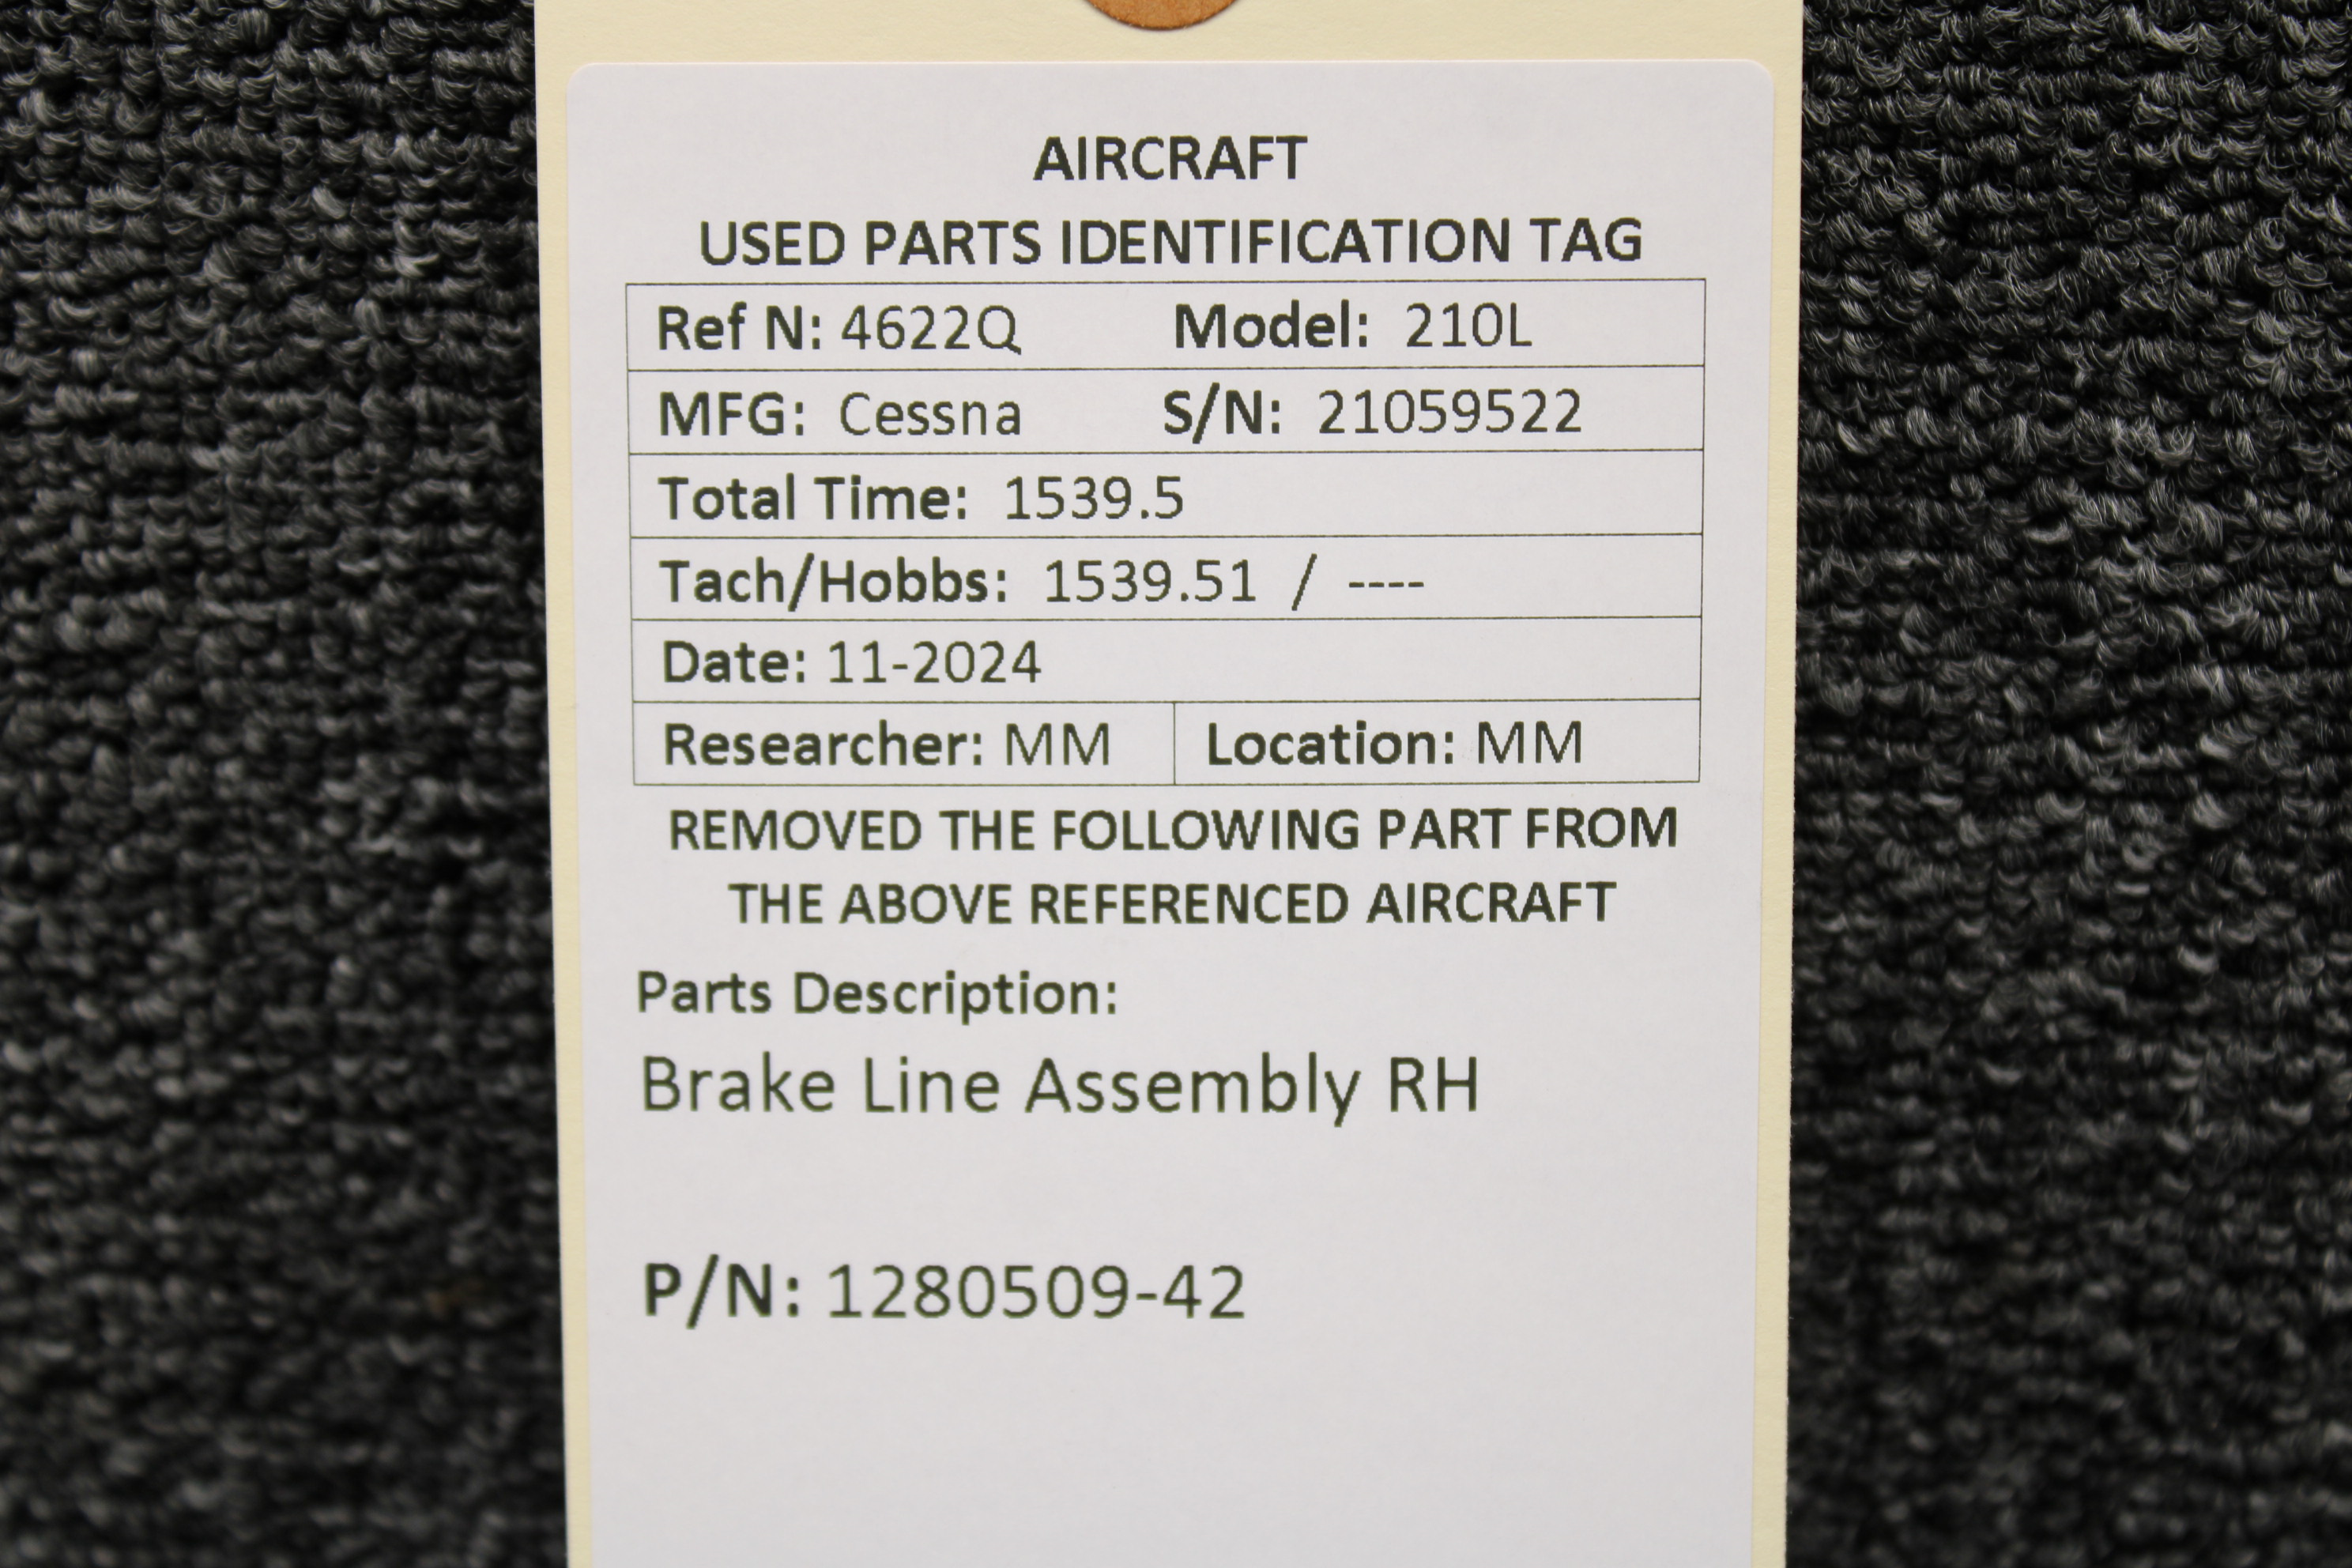 AIRCRAFT
USED PARTS IDENTIFICATION TAG
Ref N: 4622Q Model: 210L
MFG: Cessna S/N: 21059522
Total Time: 1539.5
Tach/Hobbs: 1539.51 / ----
Date: 11-2024
Researcher: MM Location: MM
REMOVED THE FOLLOWING PART FROM
THE ABOVE REFERENCED AIRCRAFT
Parts Description:
Brake Line Assembly RH
P/N: 1280509-42